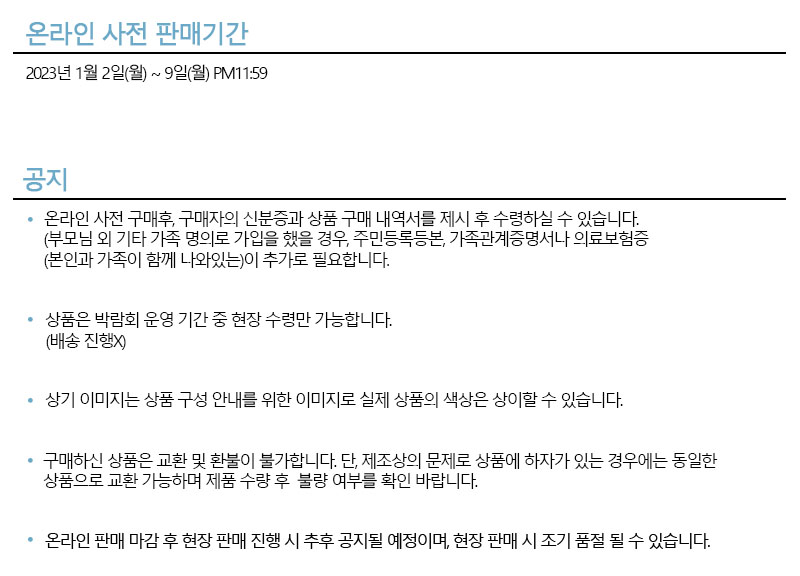 온라인 사전 판매기간
2023년 1월 2일(월) ~ 9일(월) PM11:59
공지
• 온라인 사전 구매후, 구매자의 신분증과 상품 구매 내역서를 제시 후 수령하실 수 있습니다.
(부모님 외 기타 가족 명의로 가입을 했을 경우, 주민등록등본, 가족관계증명서나 의료보험증
(본인과 가족이 함께 나와있는)이 추가로 필요합니다.
• 상품은 박람회 운영 기간 중 현장 수령만 가능합니다.
(배송 진행X)
• 상기 이미지는 상품 구성 안내를 위한 이미지로 실제 상품의 색상은 상이할 수 있습니다.
• 구매하신 상품은 교환 및 환불이 불가합니다. 단, 제조상의 문제로 상품에 하자가 있는 경우에는 동일한
상품으로 교환 가능하며 제품 수량 후 불량 여부를 확인 바랍니다.
• 온라인 판매 마감 후 현장 판매 진행 시 추후 공지될 예정이며, 현장 판매 시 조기 품절 될 수 있습니다.